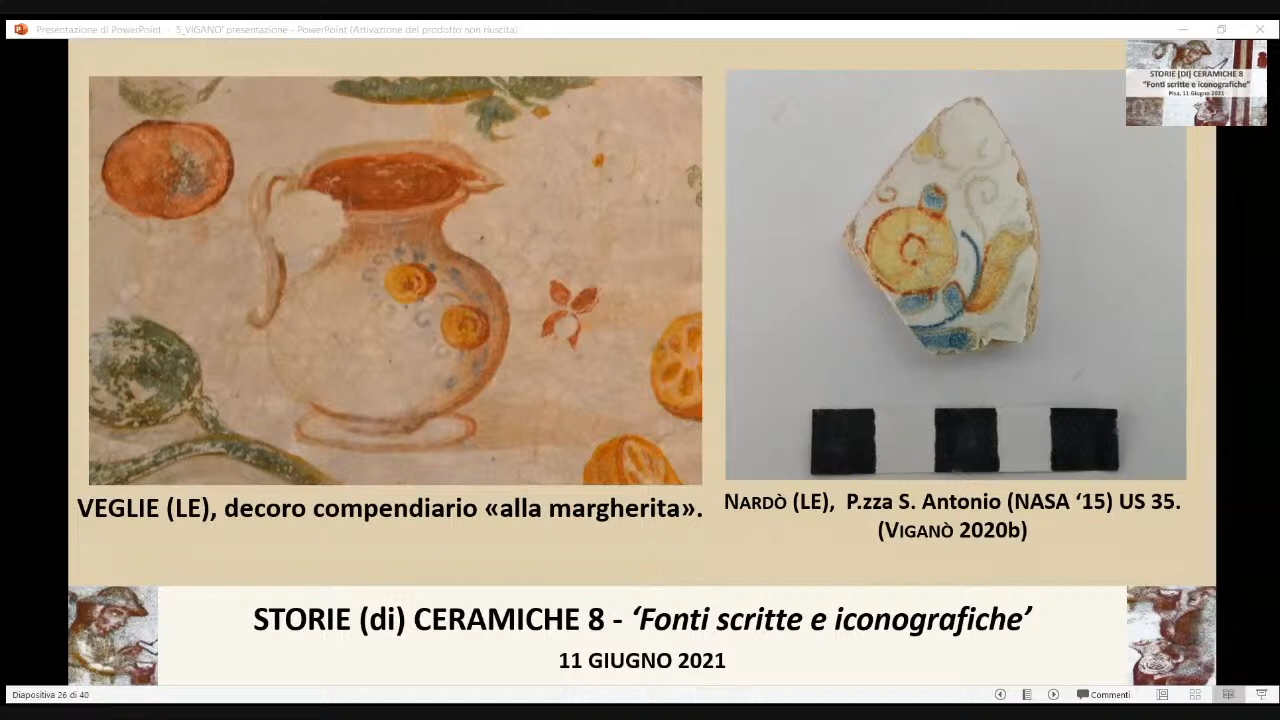 Presentazione di PowerPoint - 5_VIGANO' presentazione - PowerPoint (Attivazione del prodotto non riuscita)
STORIE (DI) CERAMICHE 8
"Fonti scritte e iconografiche"
Pisa, 11 Giugno 2021
VEGLIE (LE), decoro compendiario «alla margherita».
NARDÒ (LE), P.zza S. Antonio (NASA ‘15) US 35.
(VIGANÒ 2020b)
STORIE (di) CERAMICHE 8 - ‘Fonti scritte e iconografiche’
11 GIUGNO 2021
Diapositiva 26 di 40
Commenti